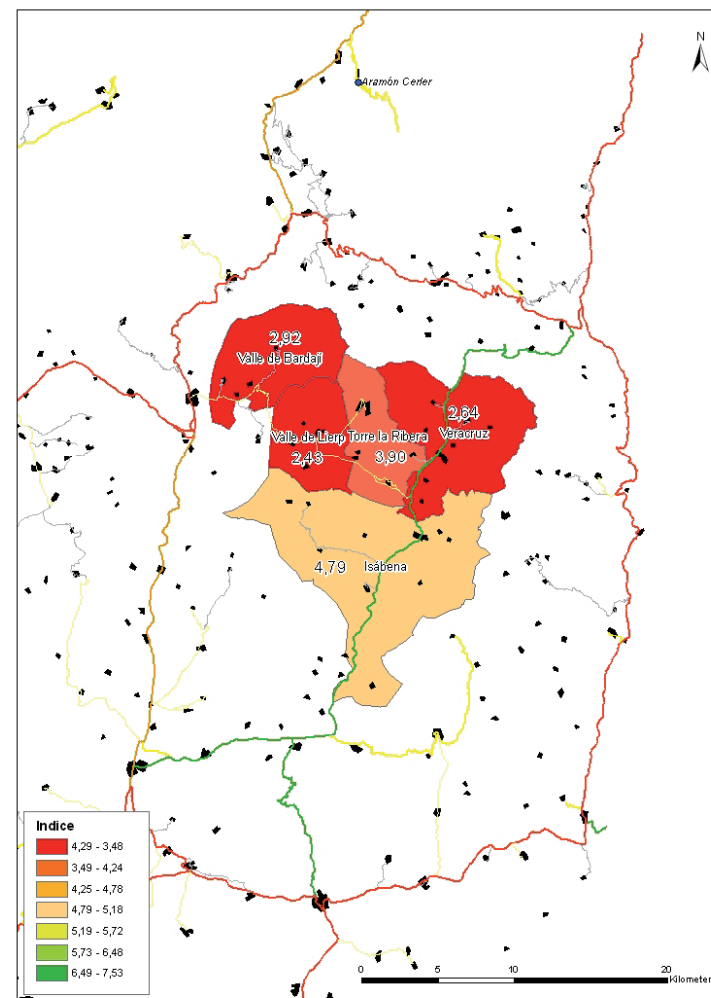 N
Aramón Cerler
2,92
Valle de Bardají
2,64
Veracruz
Valle de Lierp Torre la Ribera
2,43
3,90
4,79 Isábena
Indice
4,29 - 3,48
3,49 - 4,24
4,25 - 4,78
4,79 - 5,18
5,19 - 5,72
5,73 - 6,48
6,49 - 7,53
0 5 10 20
Kilometer